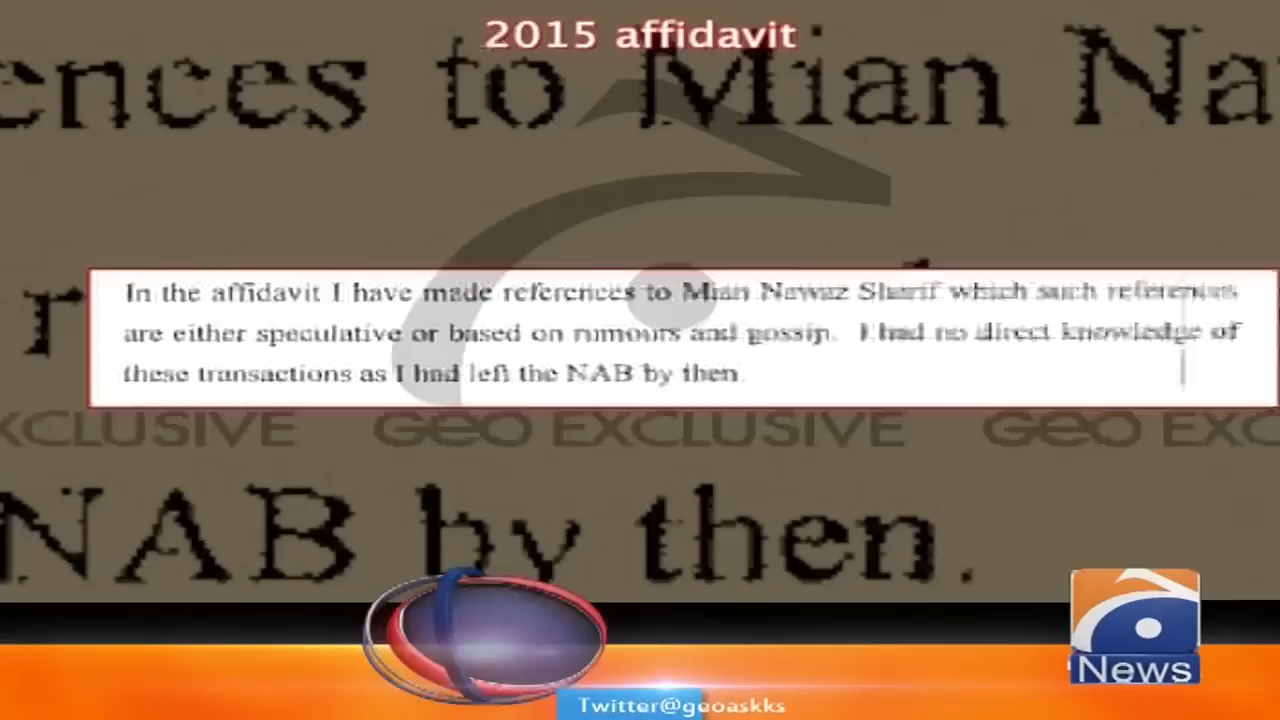 2015 affidavit
ences to Mian Na
In the affidavit I have made references to Mian Nawaz Sharif which such references
are either speculative or based on rumours and gossip. I had no direct knowledge of
these transactions as I had left the NAB by then.
XCLUSIVE GEO EXCLUSIVE GEO EXC
NAB by then.
News
Twitter@geoaskks